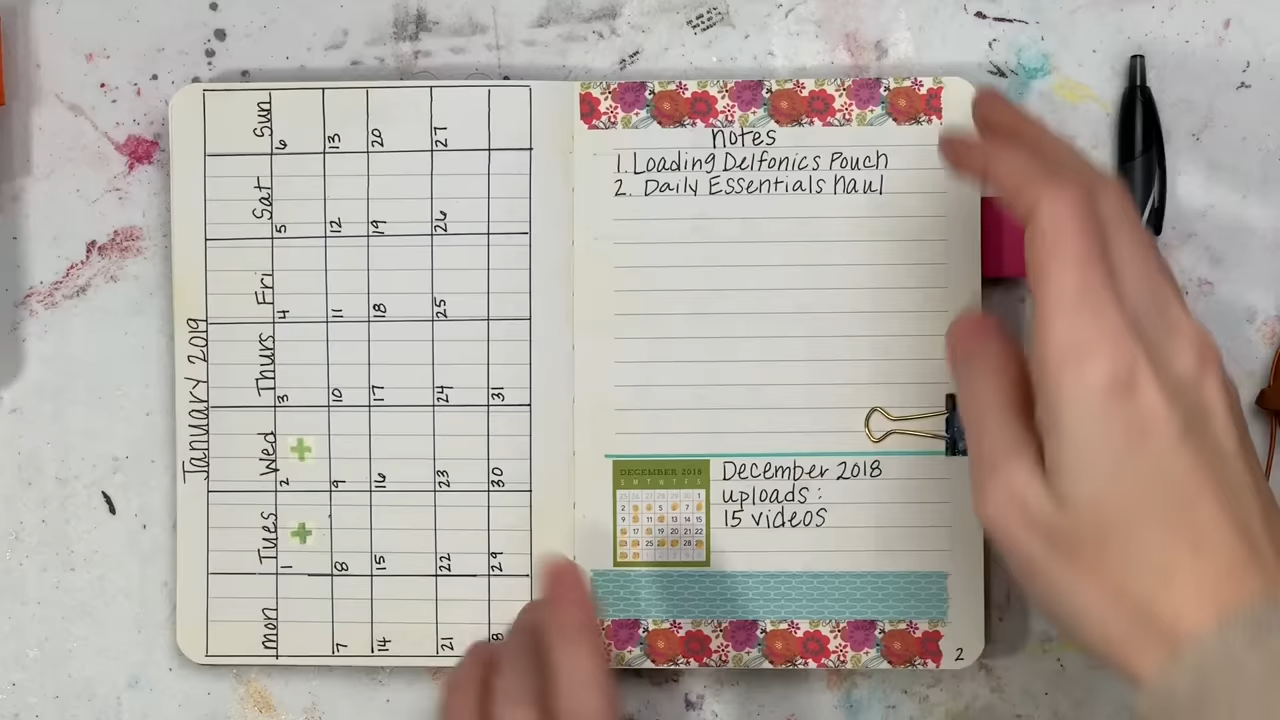 January 2019
Mon Tues Wed Thurs Fri Sat Sun
1 2 3 4 5 6
7 8 9 10 11 12 13
14 15 16 17 18 19 20
21 22 23 24 25 26 27
8 29 30 31
notes
1. Loading Delfonics Pouch
2. Daily Essentials haul
DECEMBER 2018
S M T W T F S
December 2018
uploads:
15 videos
2